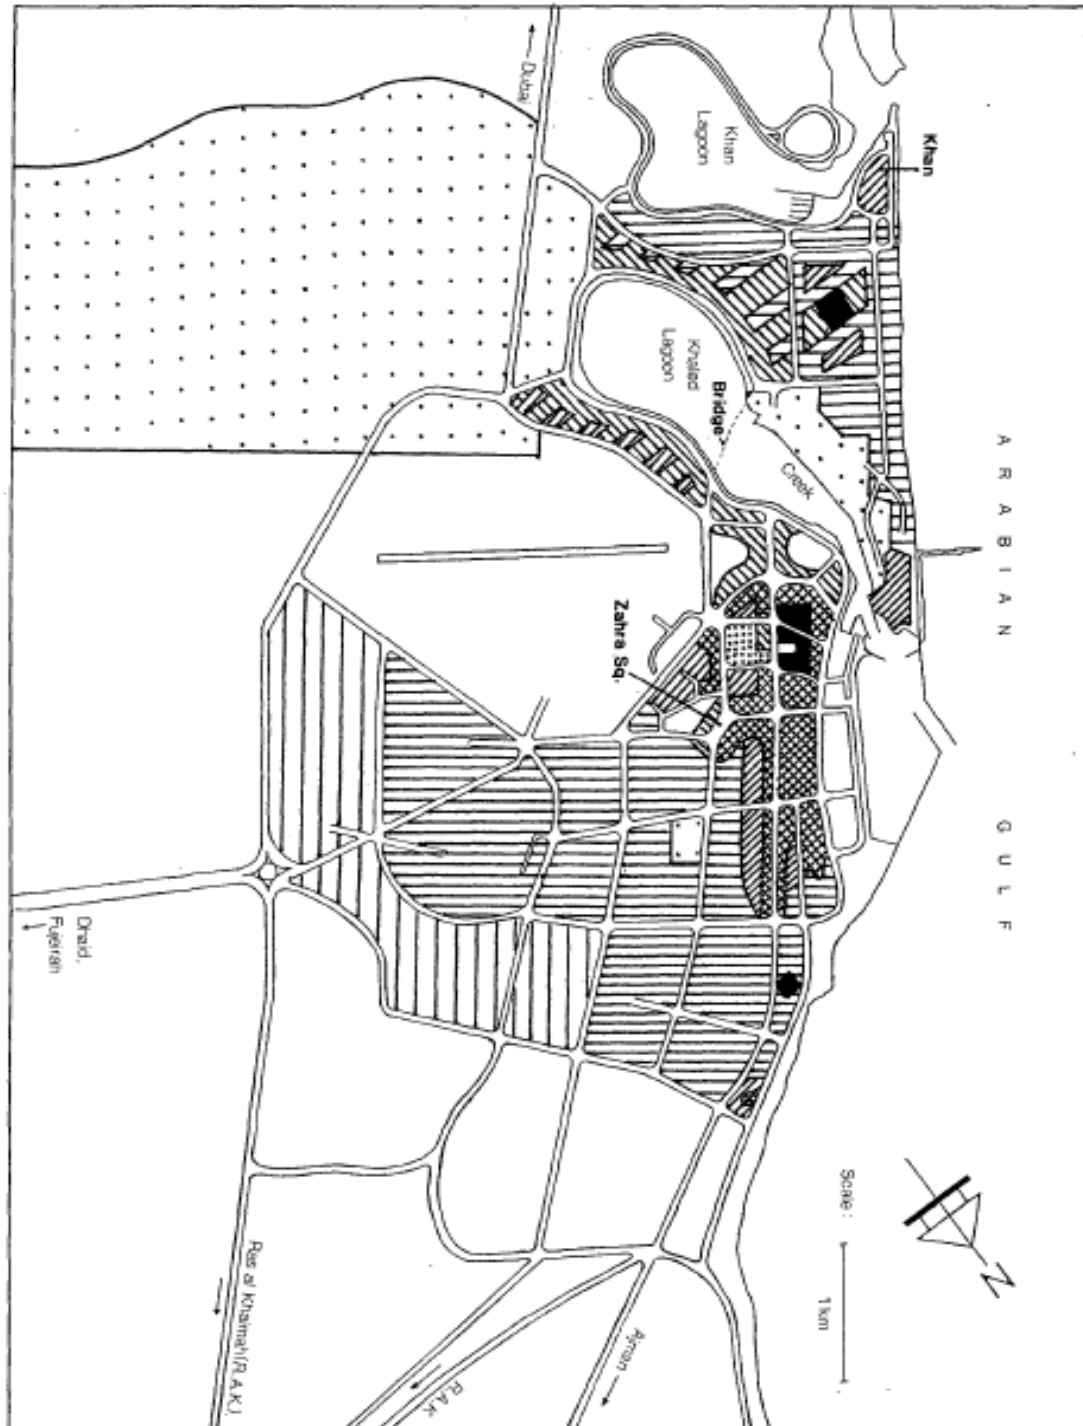 Dubai
Khan
Lagoon
Khan
Khaled
Lagoon
Bridge
Creek
ARABIAN GULF
Zahra Sq.
Dhaid,
Fujeirah
Scale :
1km
N
Ras al Khaimah(R.A.K.)
R.A.K.
Ajman